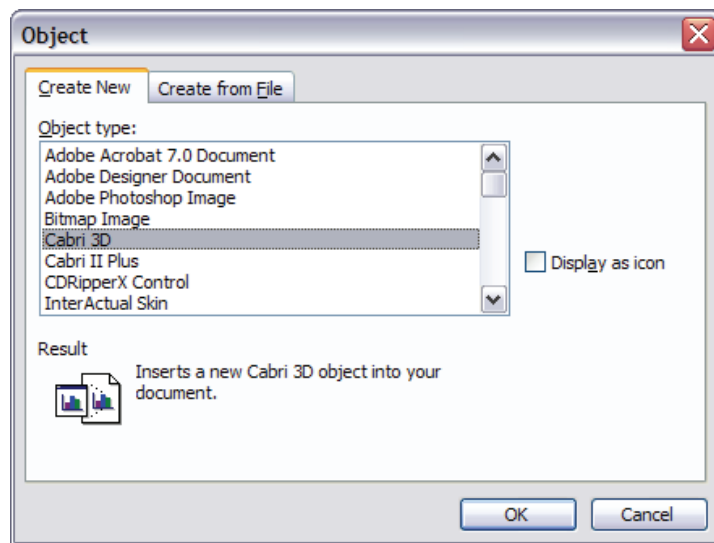 Object
Create New Create from File
Object type:
Adobe Acrobat 7.0 Document
Adobe Designer Document
Adobe Photoshop Image
Bitmap Image
Cabri 3D
Cabri II Plus
CDRipperX Control
InterActual Skin
Display as icon
Result
Inserts a new Cabri 3D object into your
document.
OK Cancel